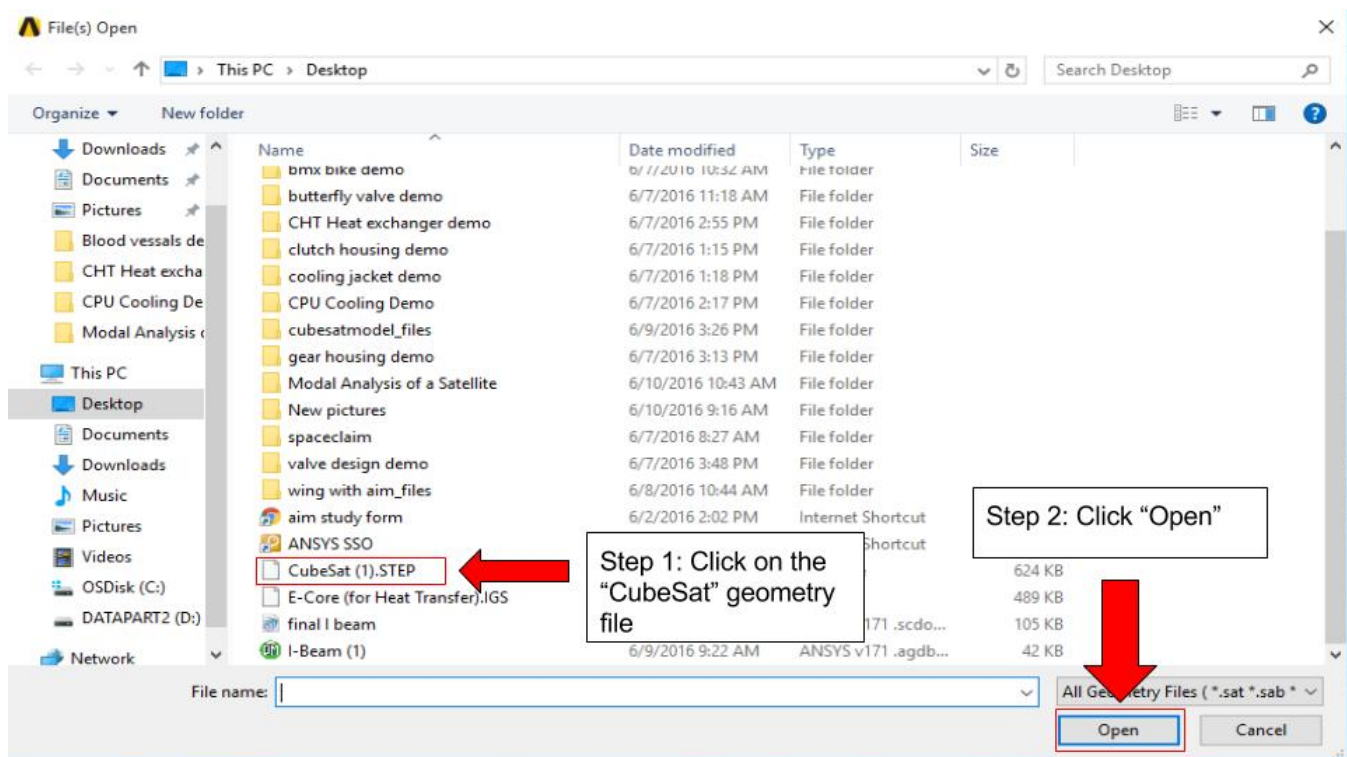 File(s) Open
This PC › Desktop
Search Desktop
Organize New folder
Downloads
Documents
Pictures
Blood vessals de
CHT Heat excha
CPU Cooling De
Modal Analysis
This PC
Desktop
Documents
Downloads
Music
Pictures
Videos
OSDisk (C:)
DATAPART2 (D:)
Network
Name Date modified Type Size
bmx bike demo 6/7/2016 10:32 AM File folder
butterfly valve demo 6/7/2016 11:18 AM File folder
CHT Heat exchanger demo 6/7/2016 2:55 PM File folder
clutch housing demo 6/7/2016 1:15 PM File folder
cooling jacket demo 6/7/2016 1:18 PM File folder
CPU Cooling Demo 6/7/2016 2:17 PM File folder
cubesatmodel_files 6/9/2016 3:26 PM File folder
gear housing demo 6/7/2016 3:13 PM File folder
Modal Analysis of a Satellite 6/10/2016 10:43 AM File folder
New pictures 6/10/2016 9:16 AM File folder
spaceclaim 6/7/2016 8:27 AM File folder
valve design demo 6/7/2016 3:48 PM File folder
wing with aim_files 6/8/2016 10:44 AM File folder
aim study form 6/2/2016 2:02 PM Internet Shortcut
ANSYS SSO Shortcut
CubeSat (1).STEP 624 KB
E-Core (for Heat Transfer).IGS 489 KB
final I beam 171 .scdo... 105 KB
I-Beam (1) 6/9/2016 9:22 AM ANSYS v171 .agdb... 42 KB
Step 1: Click on the
“CubeSat” geometry
file
Step 2: Click “Open”
File name:
All Geometry Files ( *.sat *.sab *
Open Cancel